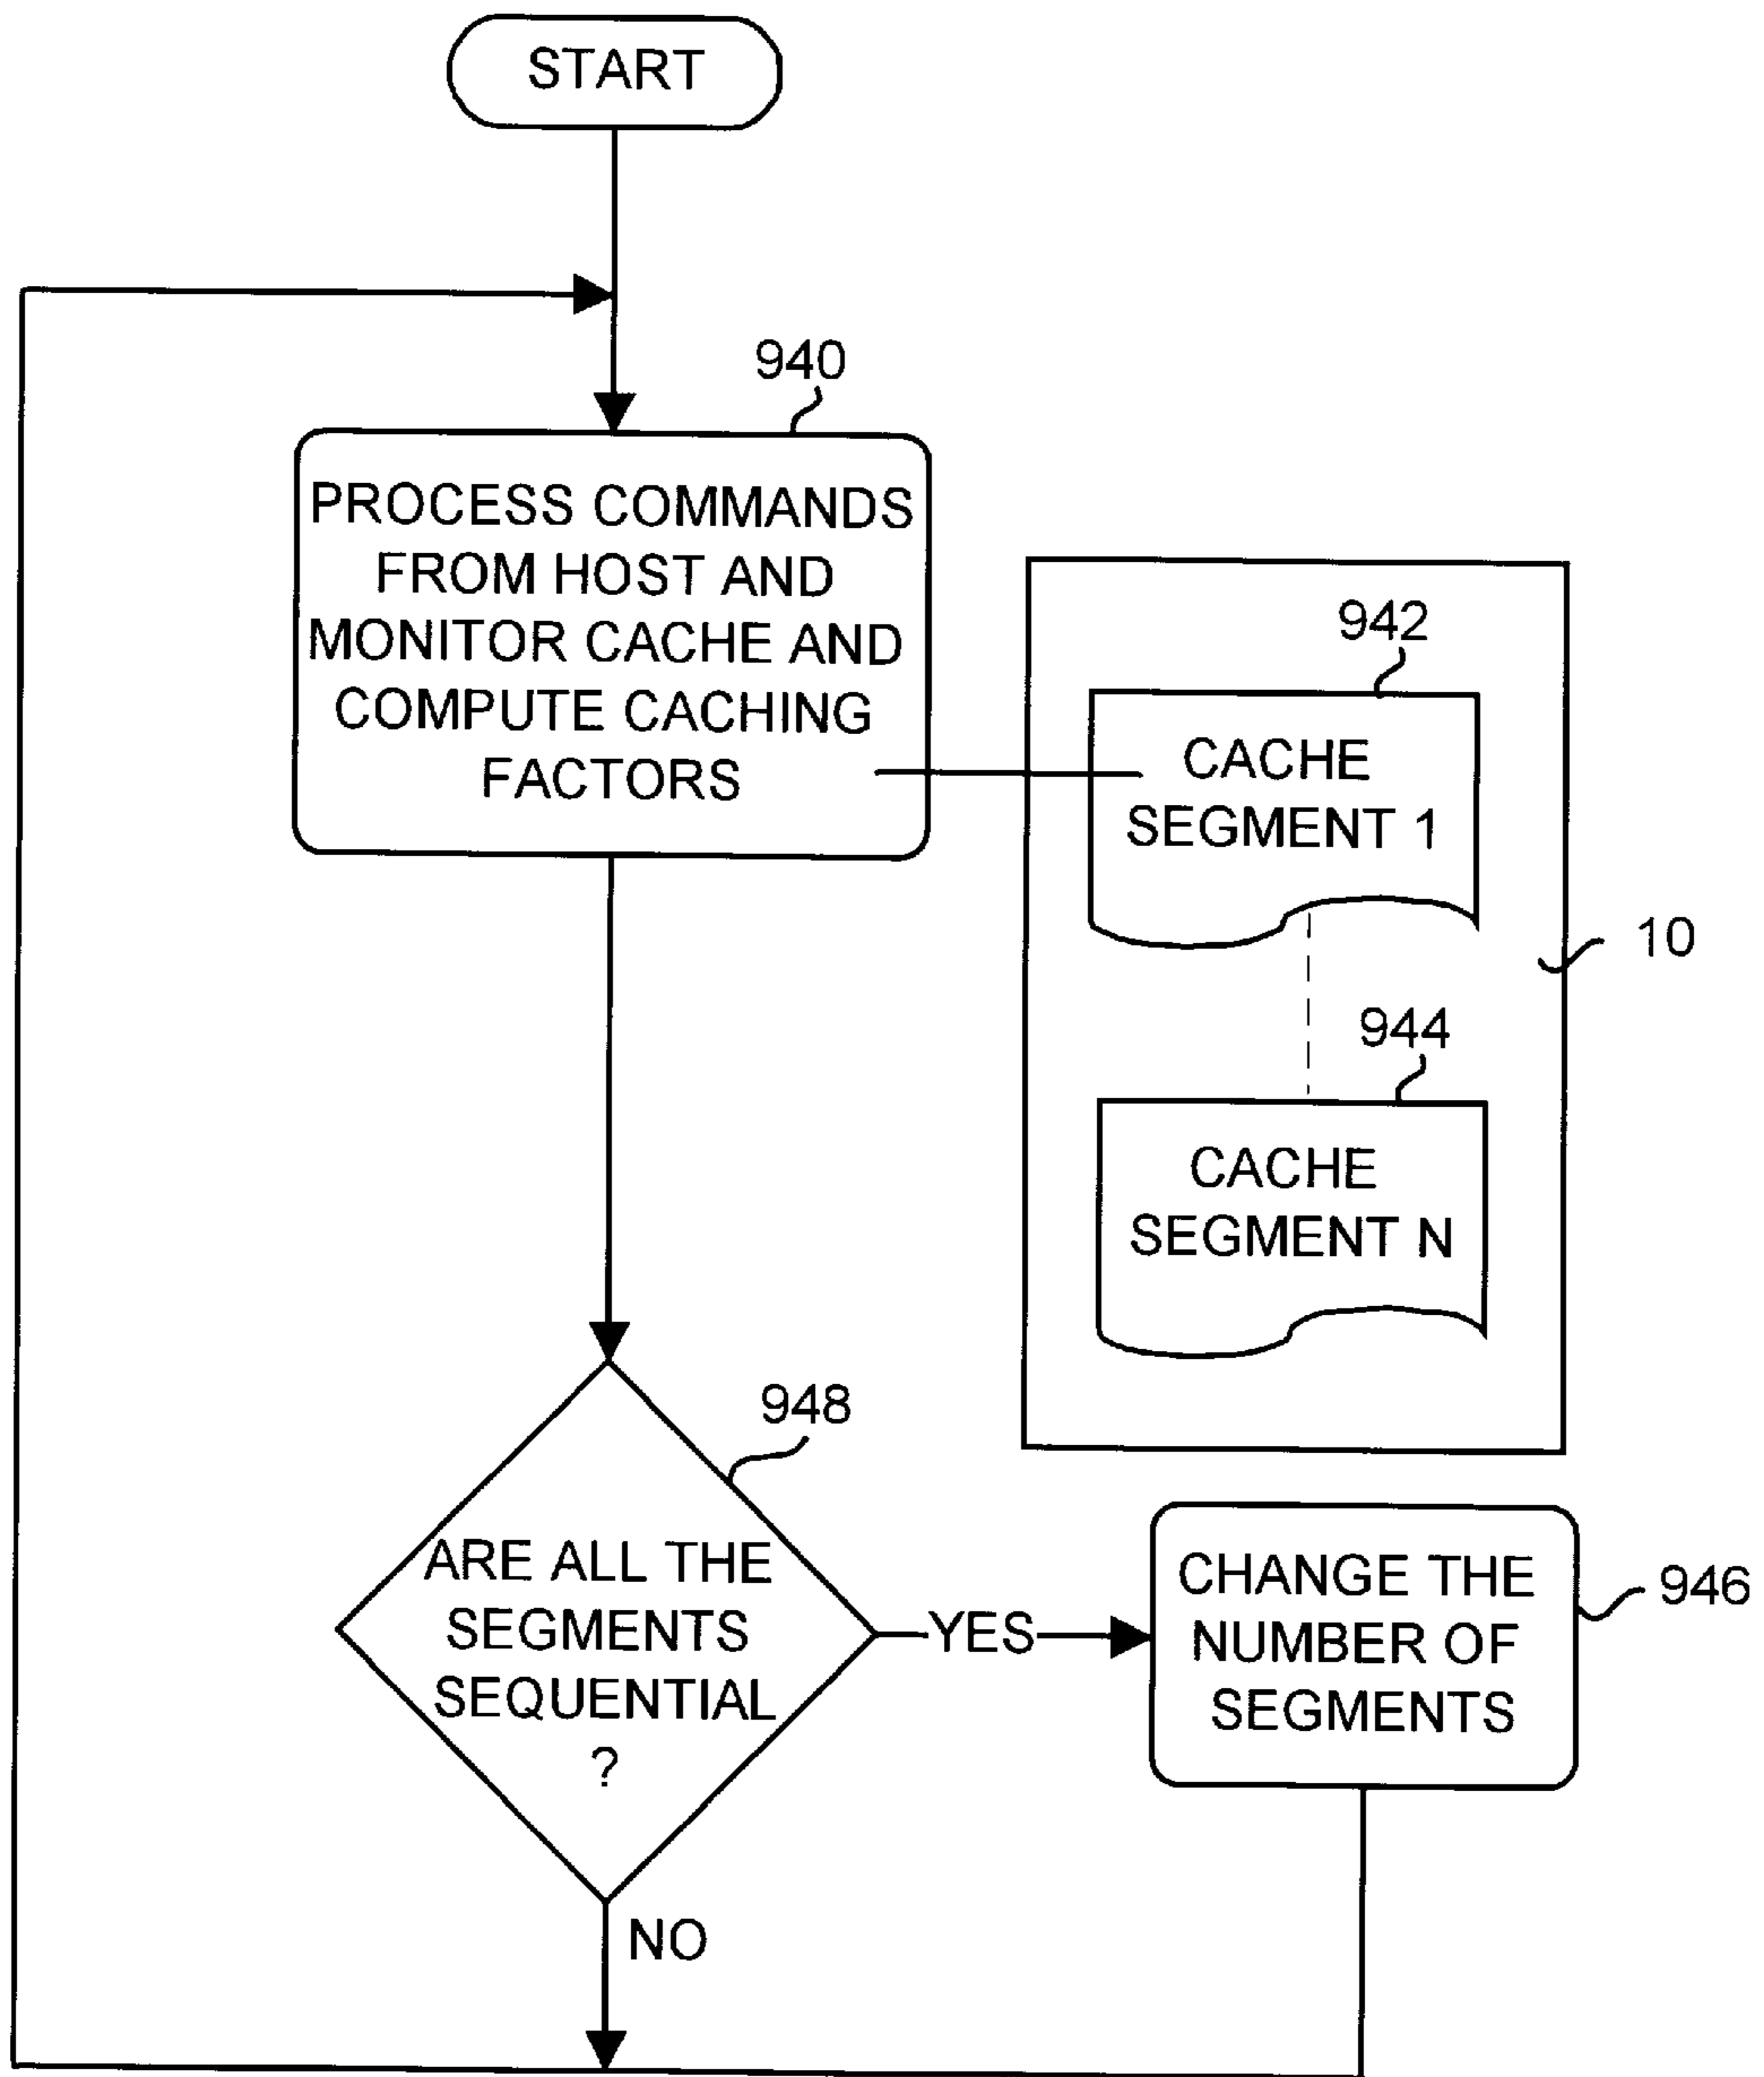 START
940
PROCESS COMMANDS
FROM HOST AND
MONITOR CACHE AND
COMPUTE CACHING
FACTORS
942
CACHE
SEGMENT 1
10
944
CACHE
SEGMENT N
948
ARE ALL THE
SEGMENTS
SEQUENTIAL
?
YES
CHANGE THE
NUMBER OF
SEGMENTS
946
NO